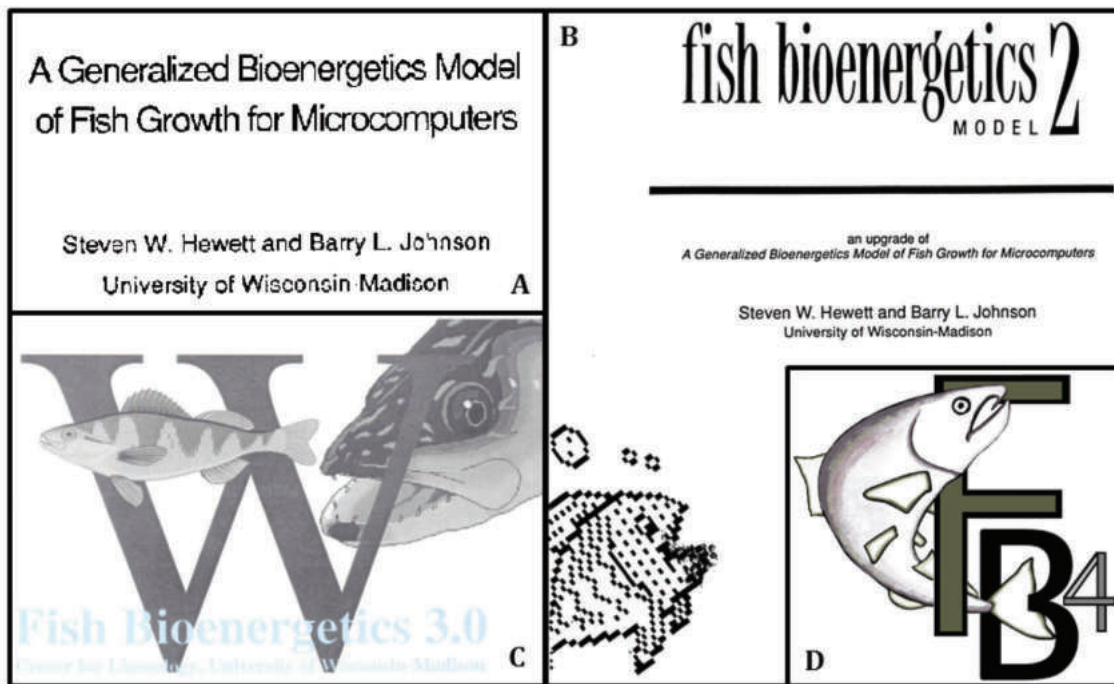 A Generalized Bioenergetics Model
of Fish Growth for Microcomputers
Steven W. Hewett and Barry L. Johnson
University of Wisconsin-Madison
A
B
fish bioenergetics 2
MODEL
an upgrade of
A Generalized Bioenergetics Model of Fish Growth for Microcomputers
Steven W. Hewett and Barry L. Johnson
University of Wisconsin-Madison
W
Fish Bioenergetics 3.0
Center for Limnology, University of Wisconsin-Madison
C
F
B4
D